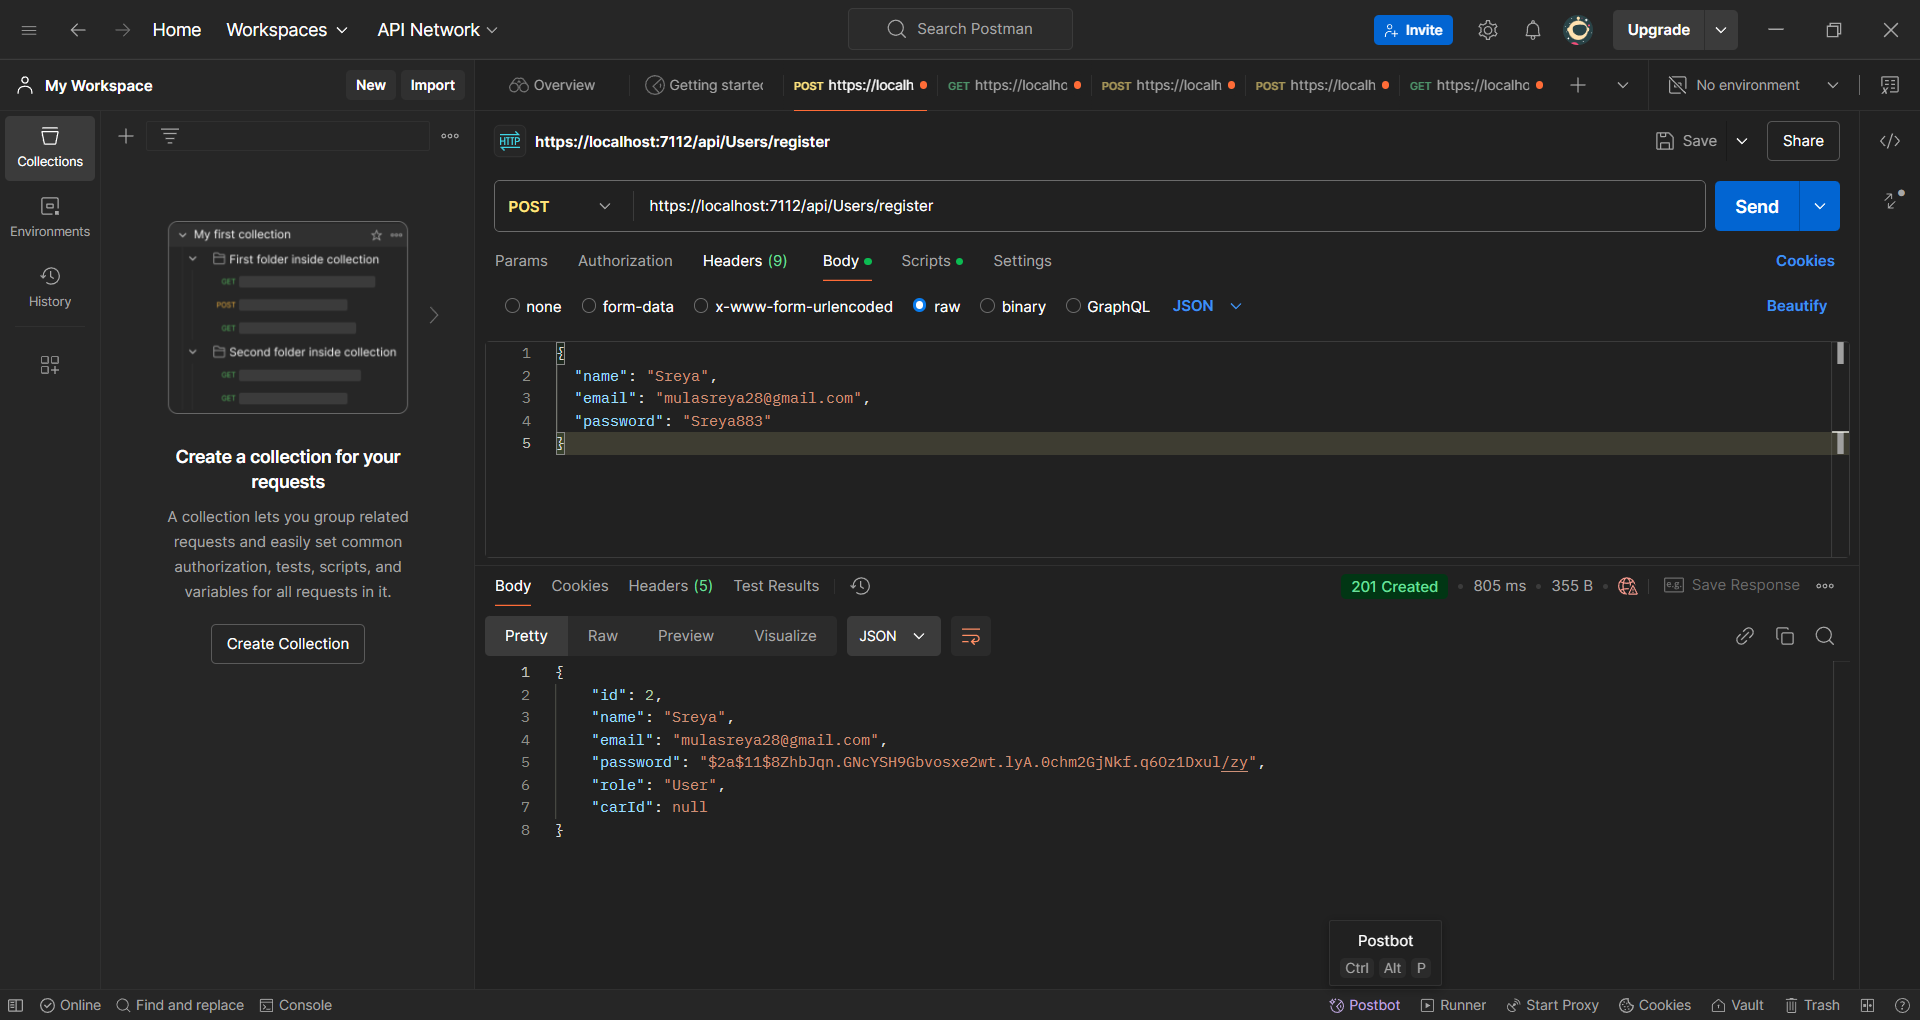 Home Workspaces API Network Search Postman Invite Upgrade
My Workspace New Import Overview Getting started POST https://localh GET https://localhc POST https://localh POST https://localh GET https://localhc No environment
Collections
Environments
History
My first collection
First folder inside collection
GET
POST
GET
Second folder inside collection
GET
GET
Create a collection for your
requests
A collection lets you group related
requests and easily set common
authorization, tests, scripts, and
variables for all requests in it.
Create Collection
HTTP https://localhost:7112/api/Users/register Save Share
POST https://localhost:7112/api/Users/register Send
Params Authorization Headers (9) Body Scripts Settings Cookies
none form-data x-www-form-urlencoded raw binary GraphQL JSON Beautify
1 {
2 "name": "Sreya",
3 "email": "mulasreya28@gmail.com",
4 "password": "Sreya883"
5 }
Body Cookies Headers (5) Test Results 201 Created 805 ms 355 B e.g. Save Response
Pretty Raw Preview Visualize JSON
1 {
2 "id": 2,
3 "name": "Sreya",
4 "email": "mulasreya28@gmail.com",
5 "password": "$2a$11$8ZhbJqn.GNcYSH9Gbvosxe2wt.lyA.0chm2GjNkf.q6Oz1Dxul/zy",
6 "role": "User",
7 "carId": null
8 }
Postbot
Ctrl Alt P
Online Find and replace Console Postbot Runner Start Proxy Cookies Vault Trash